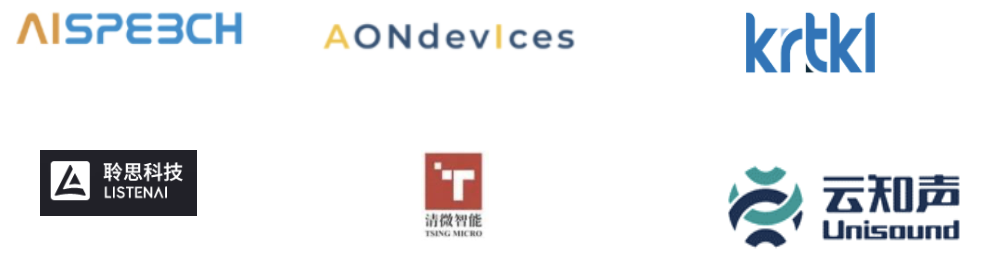 AISPEECH
AONdevIces
krtkl
聆思科技
LISTENAI
清微智能
TSING MICRO
云知声
Unisound